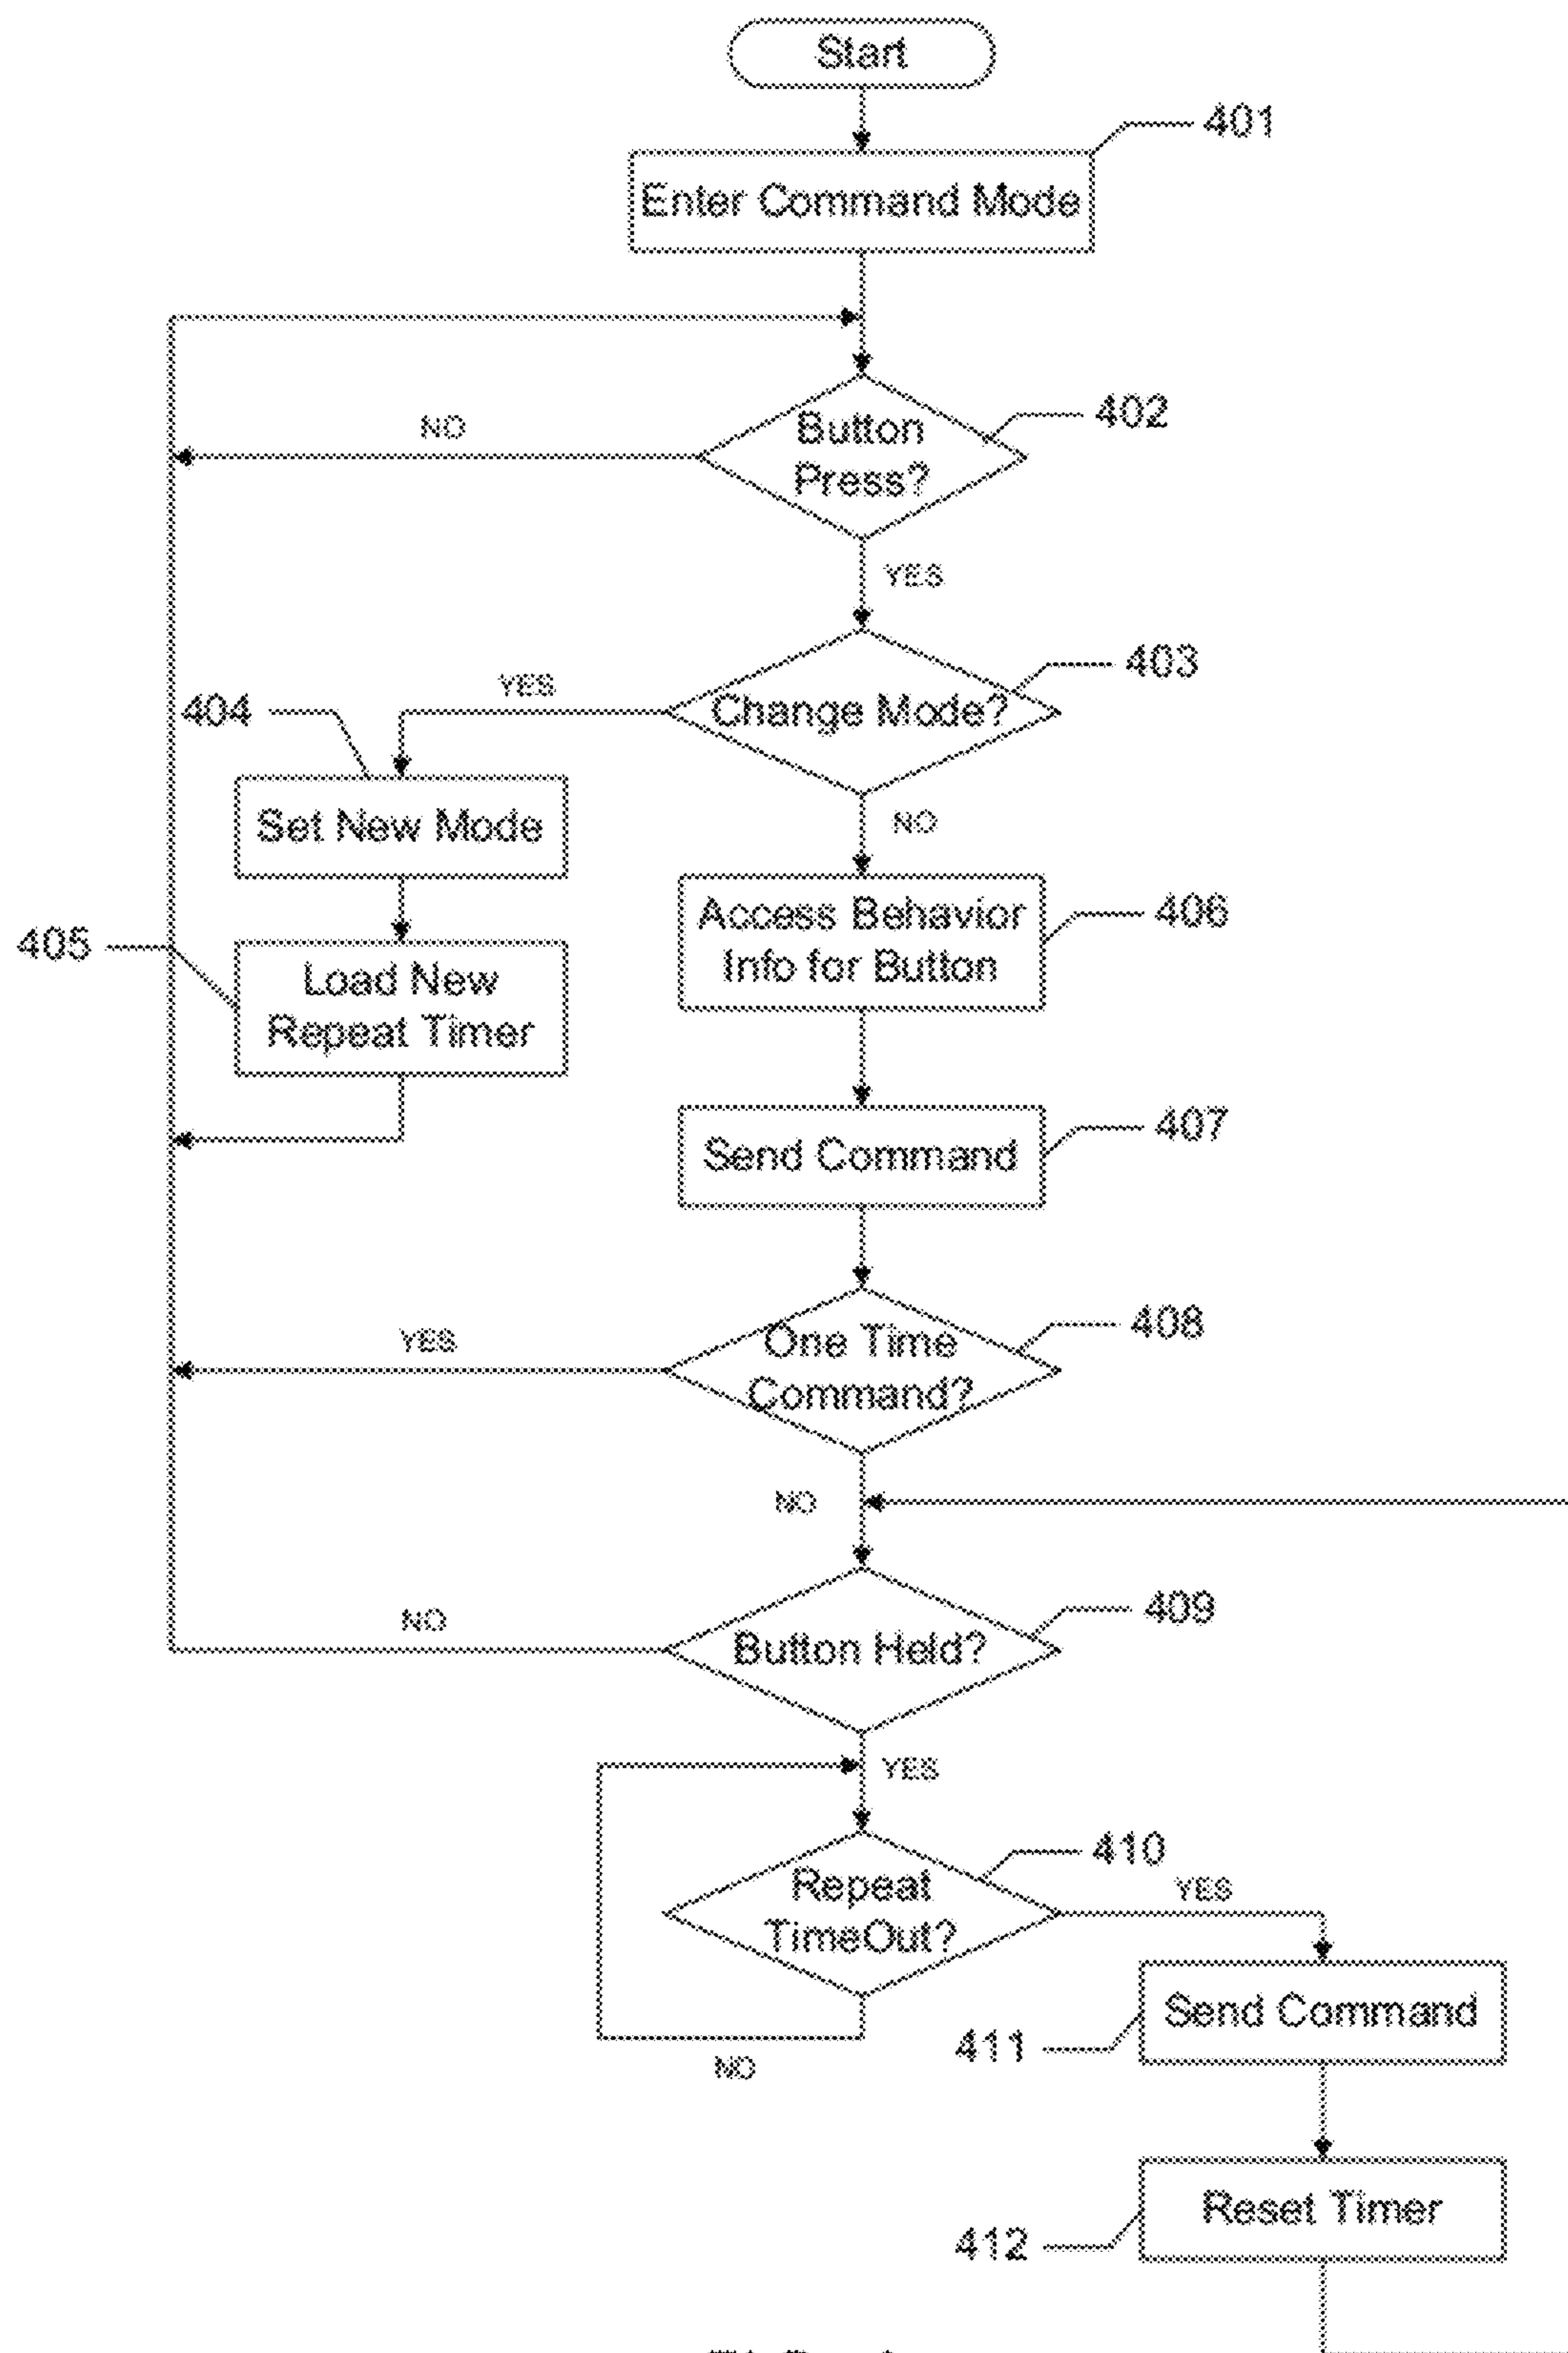 Start
401
Enter Command Mode
402
NO
Button
Press?
YES
403
YES
Change Mode?
404
NO
Set New Mode
Access Behavior
Info for Button
406
405
Load New
Repeat Timer
407
Send Command
408
YES
One Time
Command?
NO
409
NO
Button Held?
YES
410
Repeat
TimeOut?
YES
Send Command
411
NO
Reset Timer
412